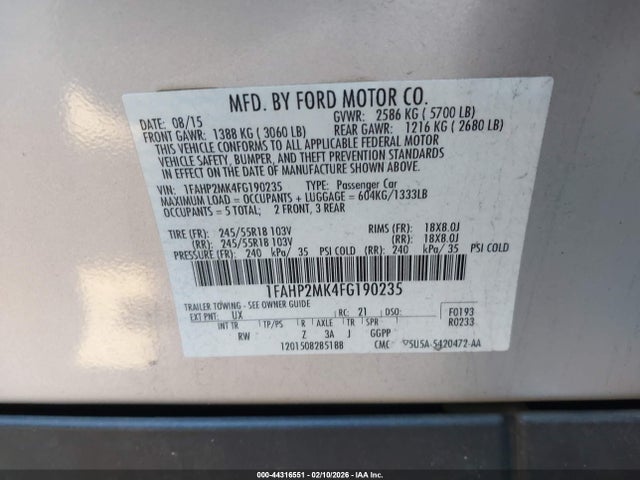 MFD. BY FORD MOTOR CO.
DATE: 08/15 GVWR: 2586 KG ( 5700 LB)
FRONT GAWR: 1388 KG ( 3060 LB) REAR GAWR: 1216 KG ( 2680 LB)
THIS VEHICLE CONFORMS TO ALL APPLICABLE FEDERAL MOTOR
VEHICLE SAFETY, BUMPER, AND THEFT PREVENTION STANDARDS
IN EFFECT ON THE DATE OF MANUFACTURE SHOWN ABOVE.
VIN: 1FAHP2MK4FG190235 TYPE: Passenger Car
MAXIMUM LOAD = OCCUPANTS + LUGGAGE = 604KG/1333LB
OCCUPANTS = 5 TOTAL; 2 FRONT, 3 REAR
TIRE (FR): 245/55R18 103V RIMS (FR): 18X8.0J
(RR): 245/55R18 103V (RR): 18X8.0J
PRESSURE (FR): 240 kPa/ 35 PSI COLD (RR): 240 kPa/ 35 PSI COLD
1FAHP2MK4FG190235
TRAILER TOWING - SEE OWNER GUIDE
EXT PNT: UX RC: 21 DSO: F0193
INT TR TP/PS R AXLE TR SPR R0233
RW Z 3A J GGPP
12015082851BB CMC 5U5A-5420472-AA
000-44316551 - 02/10/2026 - IAAI Inc.